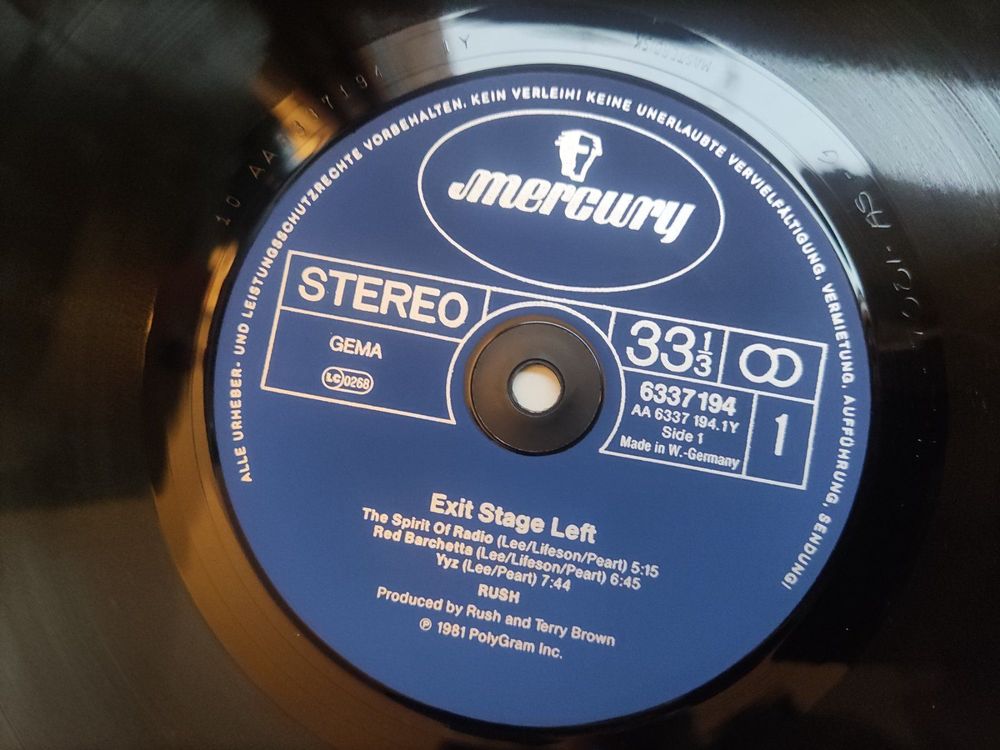 ALLE URHEBER- UND LEISTUNGSSCHUTZRECHTE VORBEHALTEN. KEIN VERLEIH! KEINE UNERLAUBTE VERVIELFÄLTIGUNG, VERMIETUNG, AUFFÜHRUNG, SENDUNG!
mercury
STEREO
GEMA
LC 0268
33 1/3
6337194
AA 6337 194.1Y
Side 1
Made in W.-Germany
1
Exit Stage Left
The Spirit Of Radio (Lee/Lifeson/Peart) 5:15
Red Barchetta (Lee/Lifeson/Peart) 6:45
Yyz (Lee/Peart) 7:44
RUSH
Produced by Rush and Terry Brown
℗ 1981 PolyGram Inc.